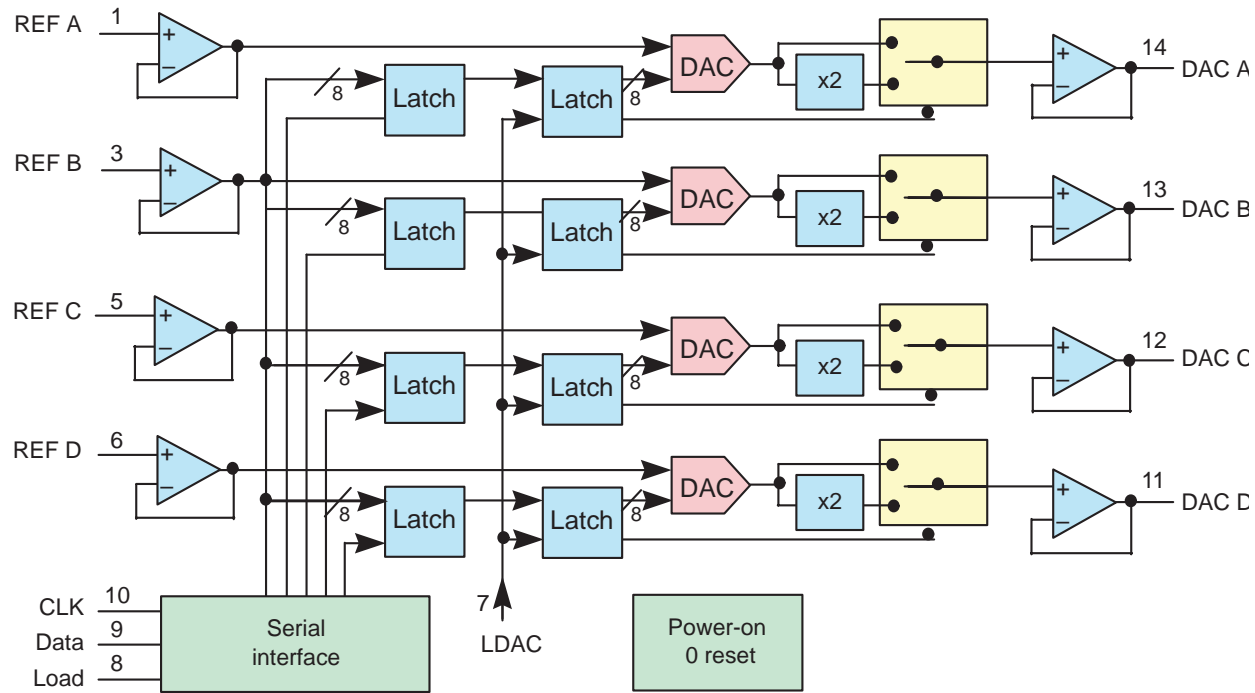 REF A 1
8
Latch
Latch
8
DAC
x2
14 DAC A
REF B 3
8
Latch
Latch
8
DAC
x2
13 DAC B
REF C 5
8
Latch
Latch
8
DAC
x2
12 DAC C
REF D 6
8
Latch
Latch
8
DAC
x2
11 DAC D
CLK 10
Data 9
Load 8
Serial
interface
7
LDAC
Power-on
0 reset